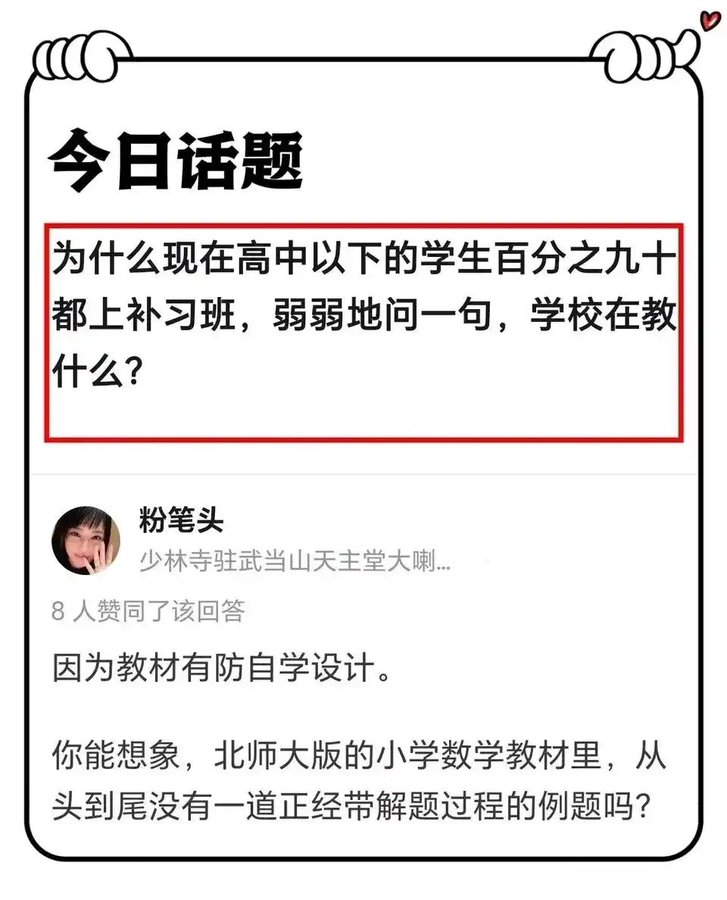 今日话题
为什么现在高中以下的学生百分之九十
都上补习班，弱弱地问一句，学校在教
什么？
粉笔头
少林寺驻武当山天主堂大喇...
8 人赞同了该回答
因为教材有防自学设计。
你能想象，北师大版的小学数学教材里，从
头到尾没有一道正经带解题过程的例题吗？